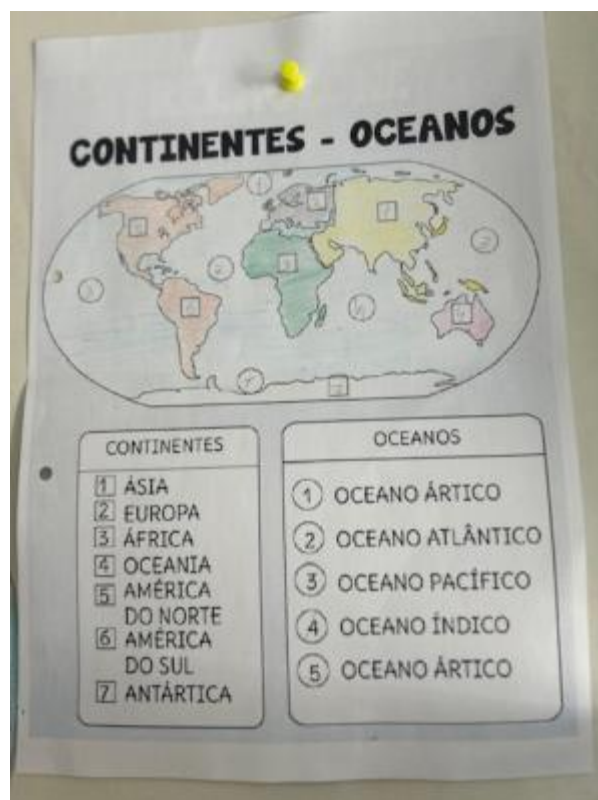 CONTINENTES - OCEANOS
CONTINENTES
1 ÁSIA
2 EUROPA
3 ÁFRICA
4 OCEANIA
5 AMÉRICA
DO NORTE
6 AMÉRICA
DO SUL
7 ANTÁRTICA
OCEANOS
1 OCEANO ÁRTICO
2 OCEANO ATLÂNTICO
3 OCEANO PACÍFICO
4 OCEANO ÍNDICO
5 OCEANO ÁRTICO